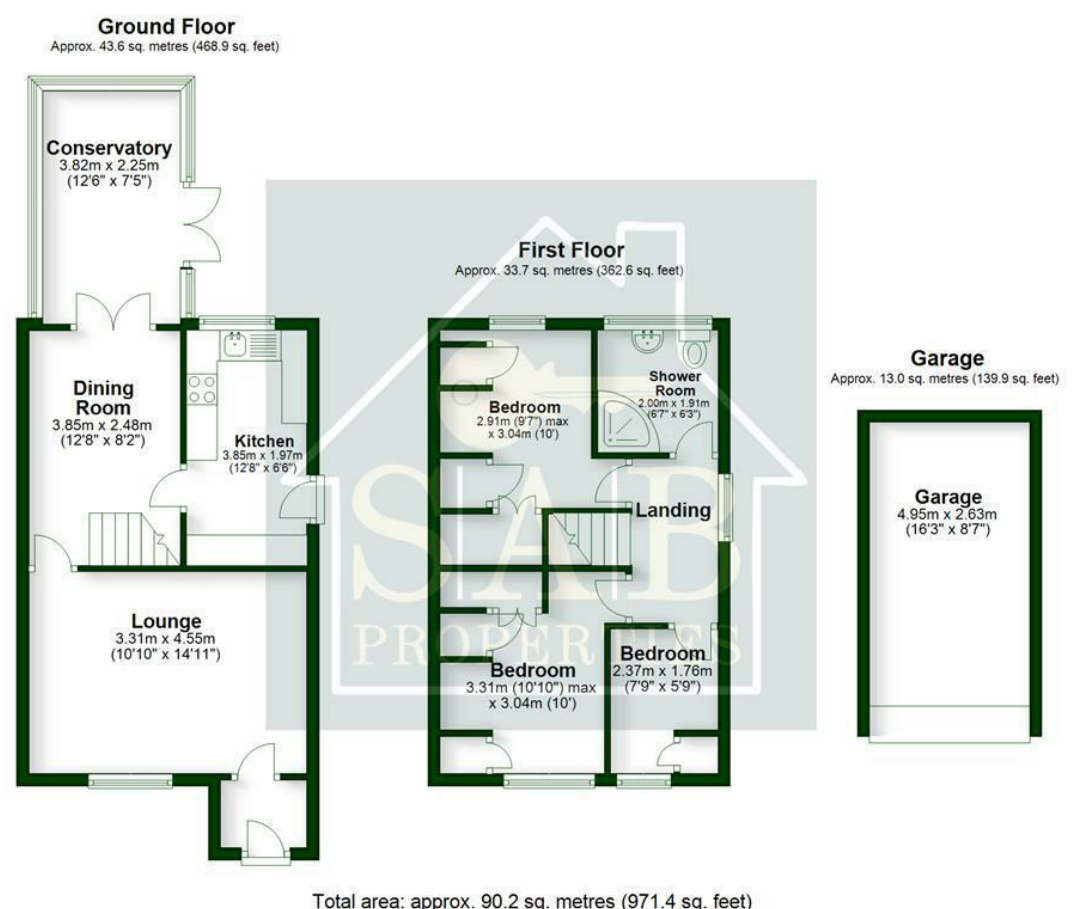 Ground Floor
Approx. 43.6 sq. metres (468.9 sq. feet)
Conservatory
3.82m x 2.25m
(12'6" x 7'5")
Dining
Room
3.85m x 2.48m
(12'8" x 8'2")
Kitchen
3.85m x 1.97m
(12'8" x 6'6")
Lounge
3.31m x 4.55m
(10'10" x 14'11")
First Floor
Approx. 33.7 sq. metres (362.6 sq. feet)
Bedroom
2.91m (9'7") max
x 3.04m (10')
Shower
Room
2.00m x 1.91m
(6'7" x 6'3")
Landing
Bedroom
3.31m (10'10") max
x 3.04m (10')
Bedroom
2.37m x 1.76m
(7'9" x 5'9")
SAB
PROPERTIES
Garage
Approx. 13.0 sq. metres (139.9 sq. feet)
Garage
4.95m x 2.63m
(16'3" x 8'7")
Total area: approx. 90.2 sq. metres (971.4 sq. feet)